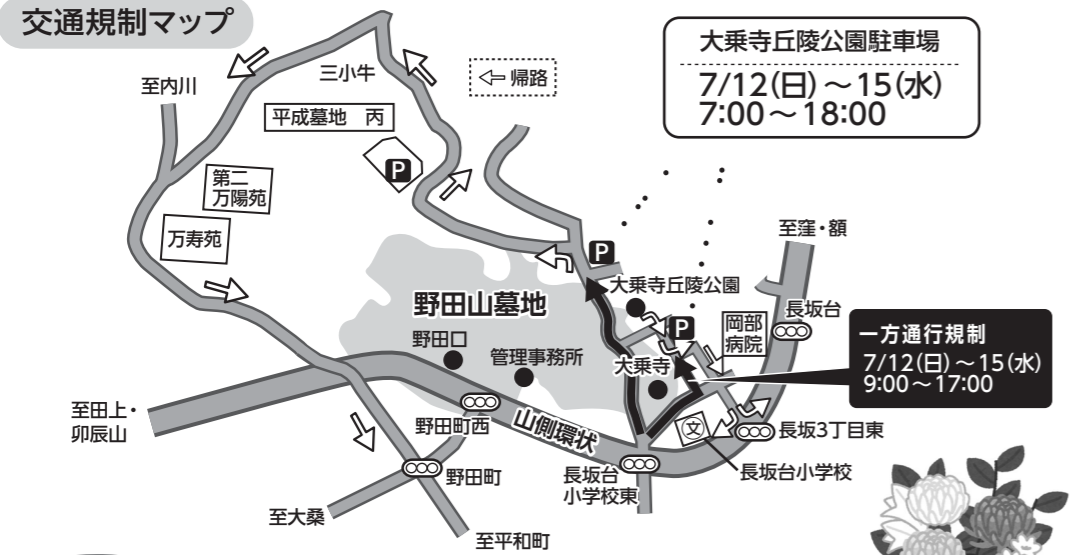 交通規制マップ
大乗寺丘陵公園駐車場
7/12(日)～15(水)
7:00～18:00
三小牛
帰路
至内川
平成墓地 丙
P
第二
万陽苑
万寿苑
至窪・額
P
大乗寺丘陵公園
長坂台
野田山墓地
P
岡部
病院
一方通行規制
7/12(日)～15(水)
9:00～17:00
野田口
管理事務所
大乗寺
至田上・
卯辰山
野田町西
山側環状
文
長坂3丁目東
長坂台小学校
長坂台
小学校東
野田町
至大桑
至平和町